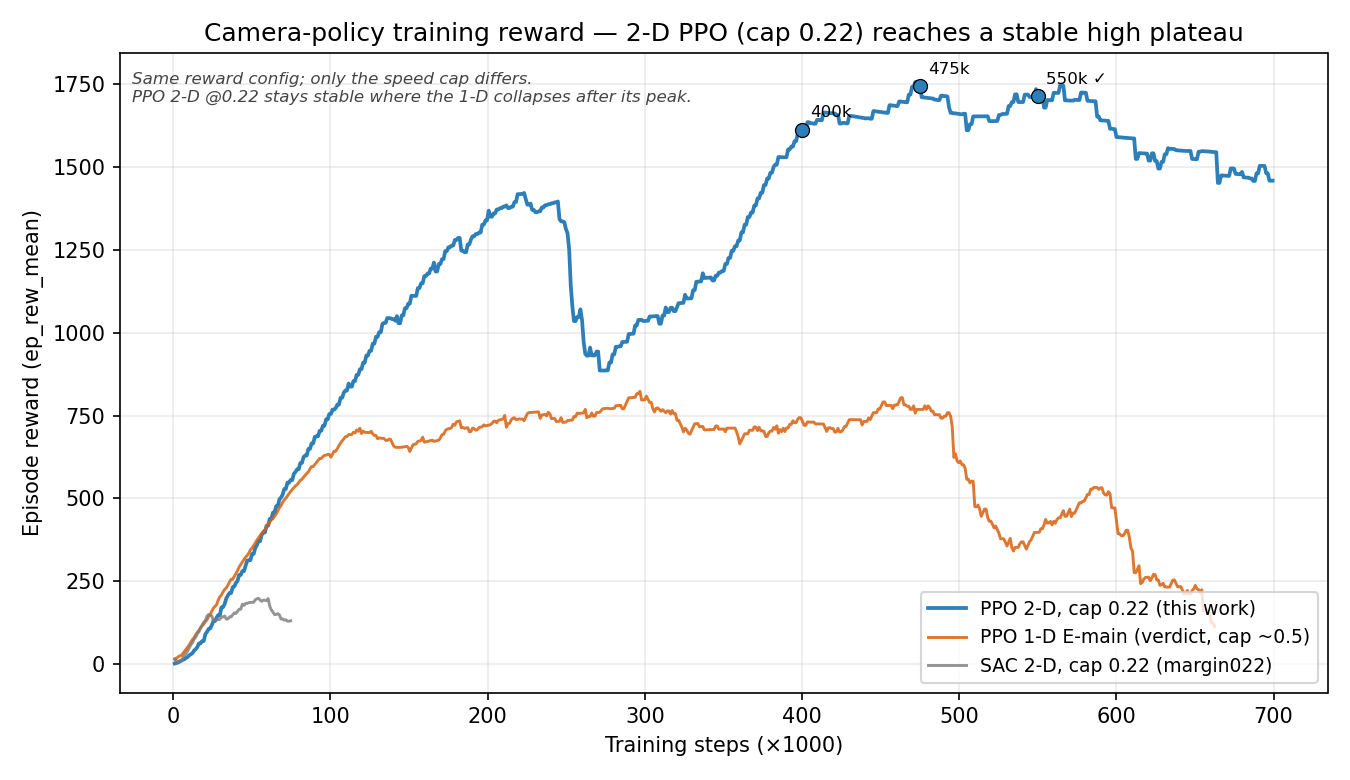 Camera-policy training reward — 2-D PPO (cap 0.22) reaches a stable high plateau
Same reward config; only the speed cap differs.
PPO 2-D @0.22 stays stable where the 1-D collapses after its peak.
475k
550k ✓
400k
Episode reward (ep_rew_mean)
1750
1500
1250
1000
750
500
250
0
PPO 2-D, cap 0.22 (this work)
PPO 1-D E-main (verdict, cap ~0.5)
SAC 2-D, cap 0.22 (margin022)
0 100 200 300 400 500 600 700
Training steps (×1000)